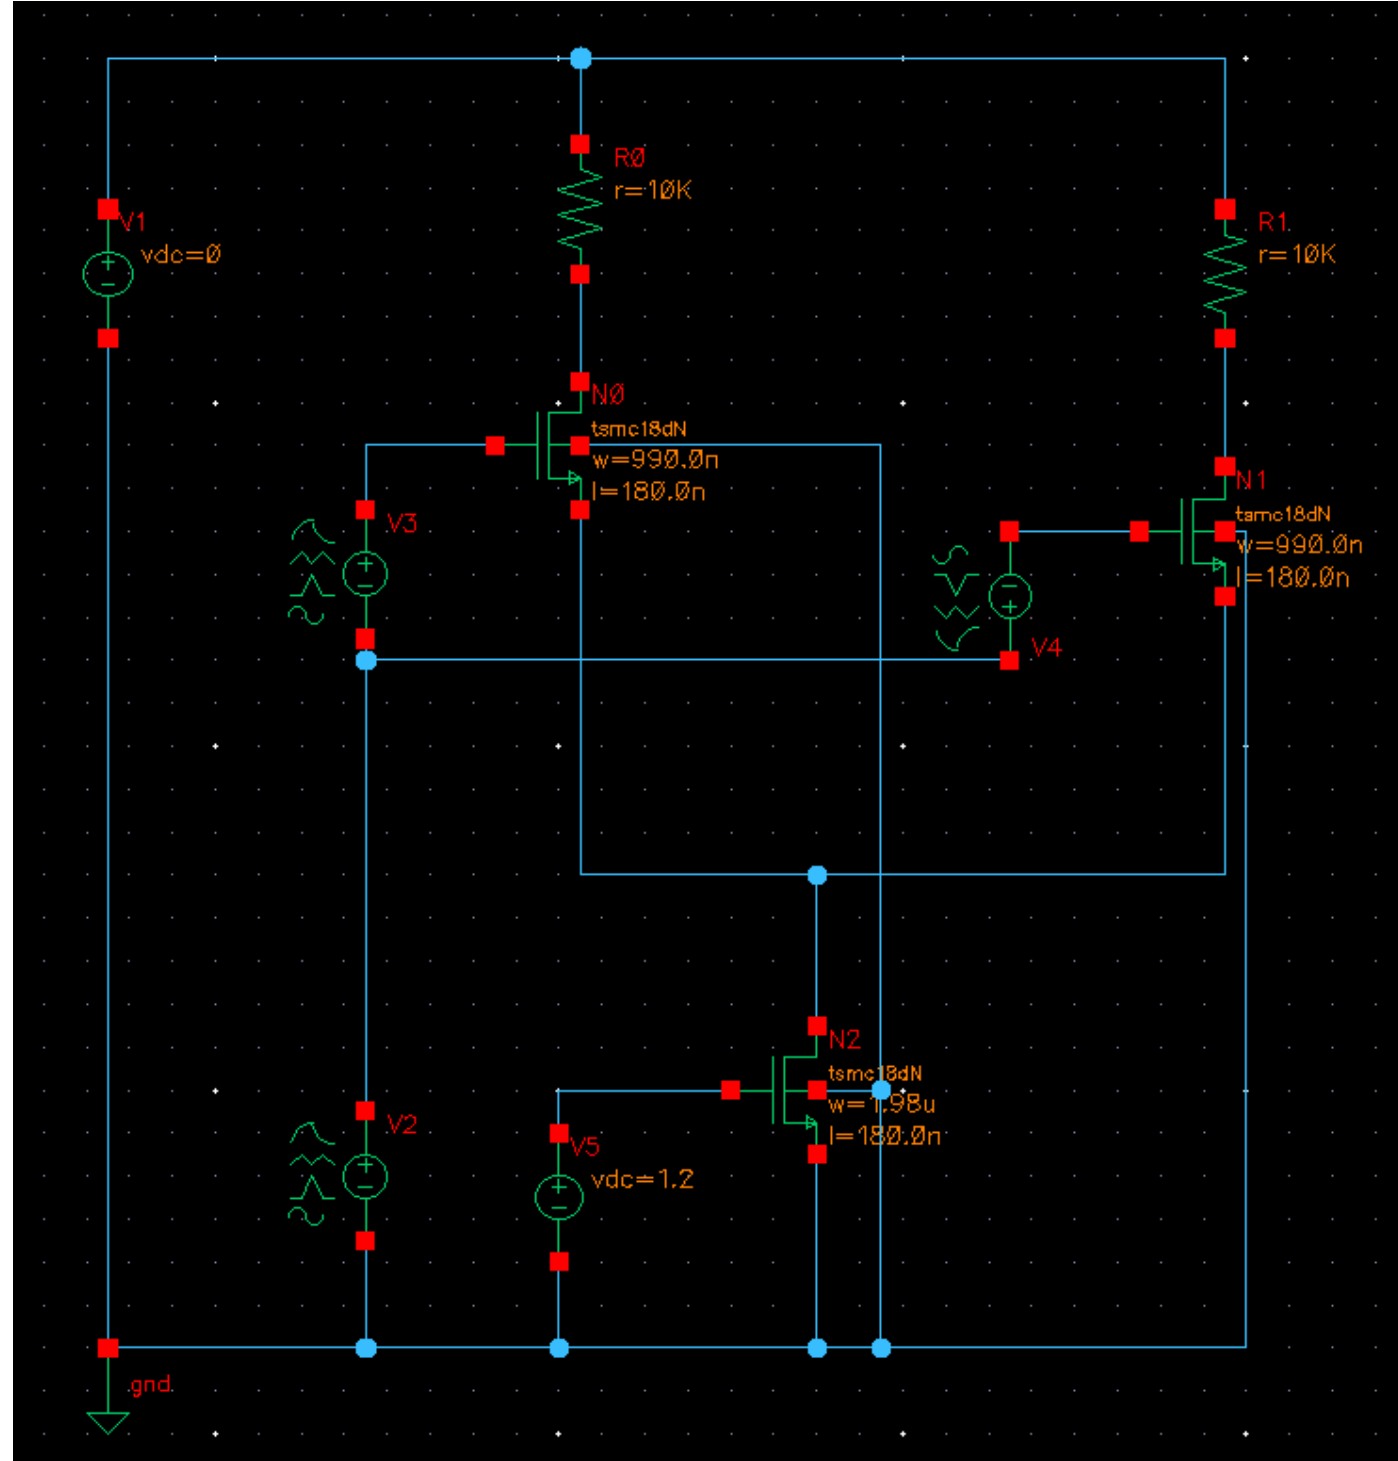 R0
r=10K
V1
vdc=0
R1
r=10K
N0
tsmc18dN
w=990.0n
l=180.0n
V3
N1
tsmc18dN
w=990.0n
l=180.0n
V4
N2
tsmc18dN
w=1.98u
l=180.0n
V2
V5
vdc=1.2
gnd